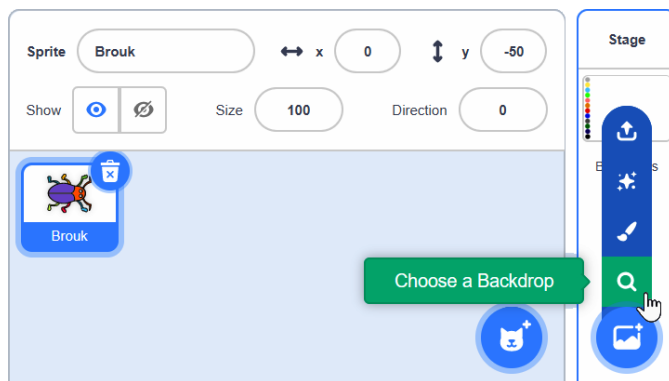 Sprite Brouk x 0 y -50
Stage
Show Size 100 Direction 0
Brouk
Choose a Backdrop